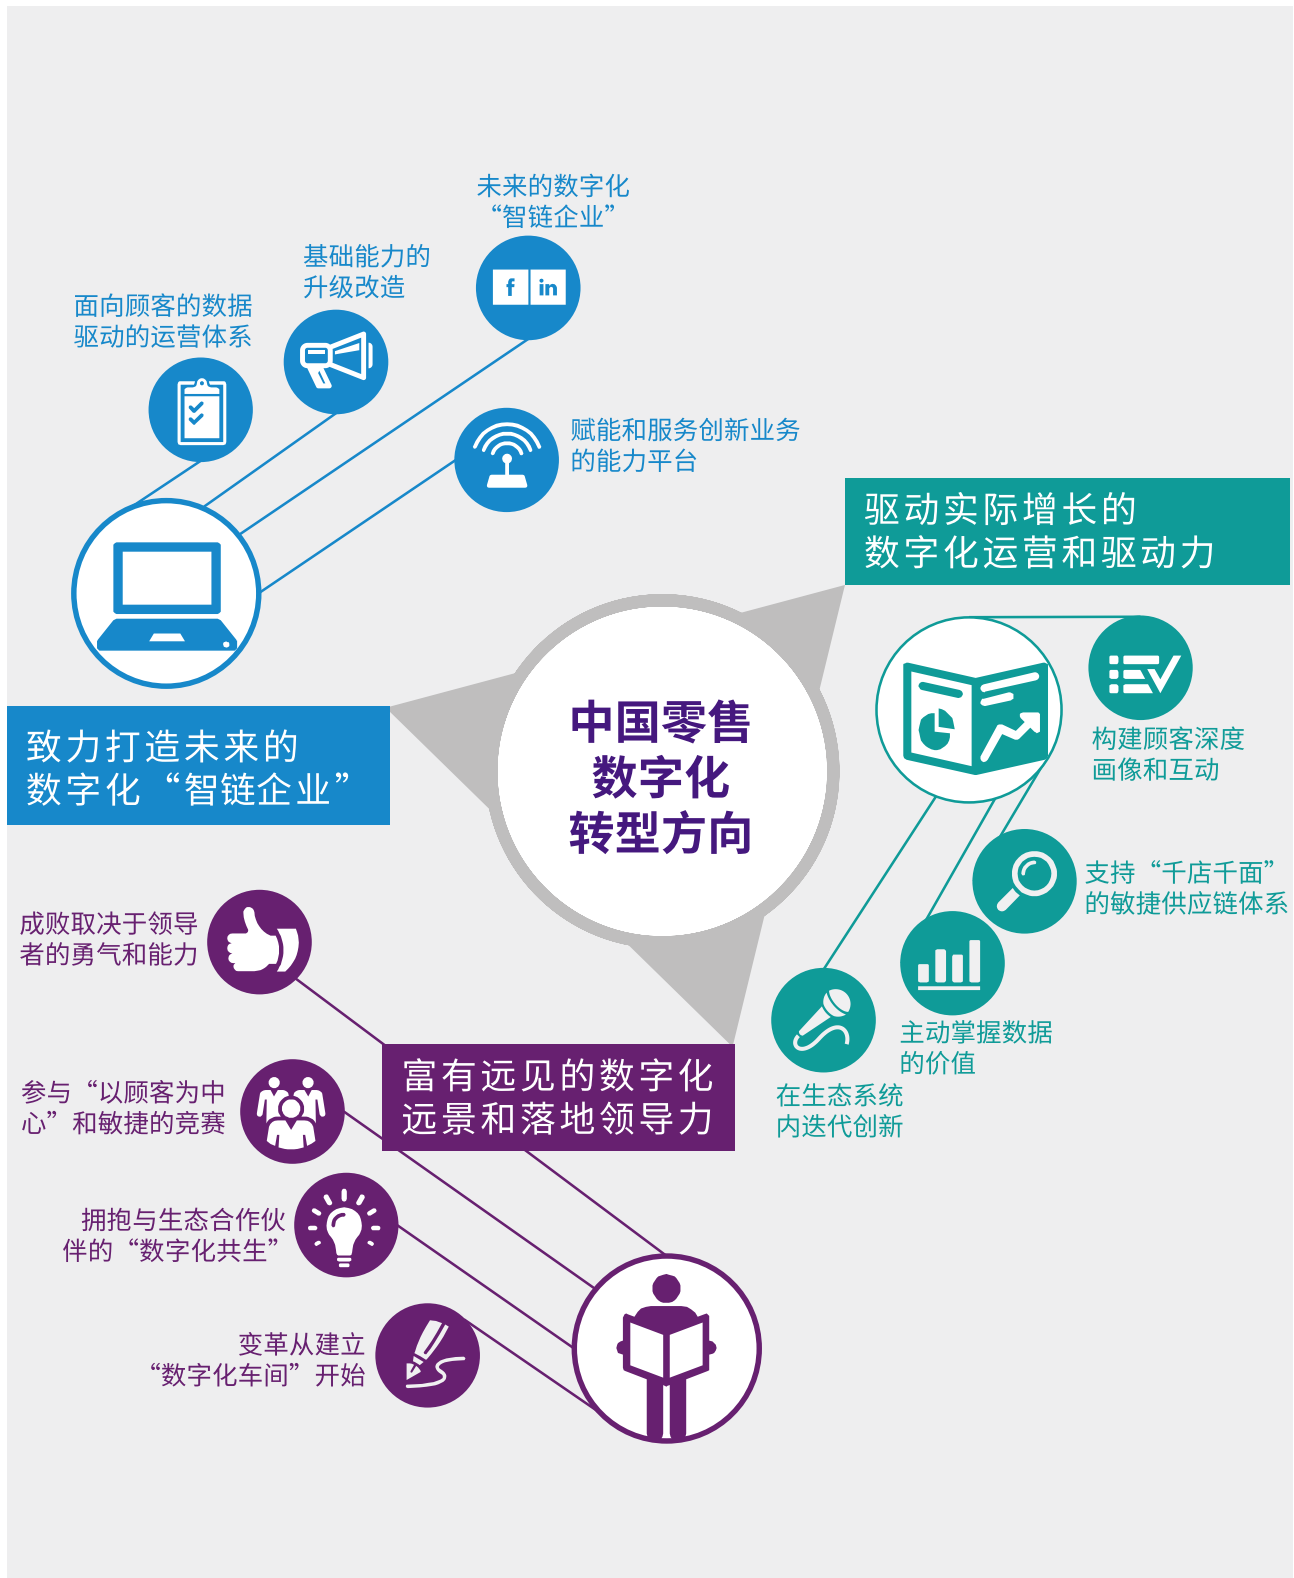 未来的数字化
“智链企业”
基础能力的
升级改造
面向顾客的数据
驱动的运营体系
f in
赋能和服务创新业务
的能力平台
驱动实际增长的
数字化运营和驱动力
致力打造未来的
数字化“智链企业”
中国零售
数字化
转型方向
构建顾客深度
画像和互动
支持“千店千面”
的敏捷供应链体系
主动掌握数据
的价值
在生态系统
内迭代创新
成败取决于领导
者的勇气和能力
富有远见的数字化
远景和落地领导力
参与“以顾客为中
心”和敏捷的竞赛
拥抱与生态合作伙
伴的“数字化共生”
变革从建立
“数字化车间”开始